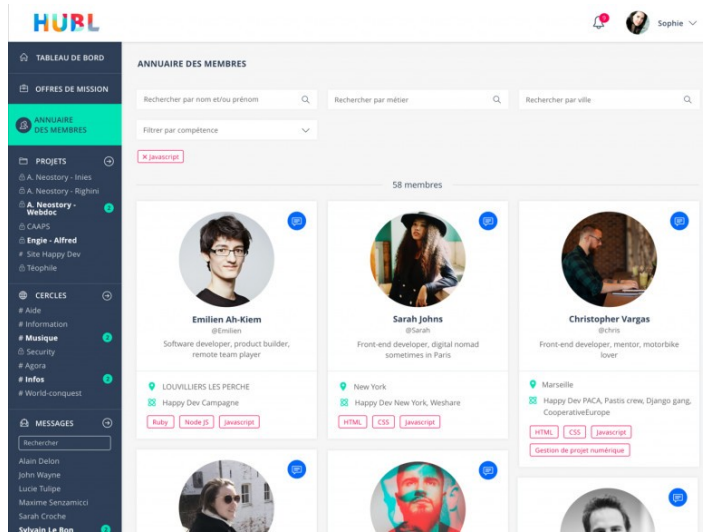 HUBL
Sophie
TABLEAU DE BORD
OFFRES DE MISSION
ANNUAIRE
DES MEMBRES
PROJETS
A. Neostory - Inies
A. Neostory - Righini
A. Neostory -
Webdoc
2
CAAPS
Engie - Alfred
# Site Happy Dev
Téophile
CERCLES
# Aide
# Information
# Musique 2
Security
# Agora
# Infos
# World-conquest
MESSAGES
Rechercher
Alain Delon
John Wayne
Lucie Tulipe
Maxime Senzamicci
Sarah Croche
Sylvain Le Bon
ANNUAIRE DES MEMBRES
Rechercher par nom et/ou prénom
Rechercher par métier
Rechercher par ville
Filtrer par compétence
× Javascript
58 membres
Emilien Ah-Kiem
@Emilien
Software developer, product builder,
remote team player
LOUVILLIERS LES PERCHE
Happy Dev Campagne
Ruby Node JS Javascript
Sarah Johns
@Sarah
Front-end developer, digital nomad
sometimes in Paris
New York
Happy Dev New York, Weshare
HTML CSS Javascript
Christopher Vargas
@chris
Front-end developer, mentor, motorbike
lover
Marseille
Happy Dev PACA, Pastis crew, Django gang,
CooperativeEurope
HTML CSS Javascript
Gestion de projet numérique